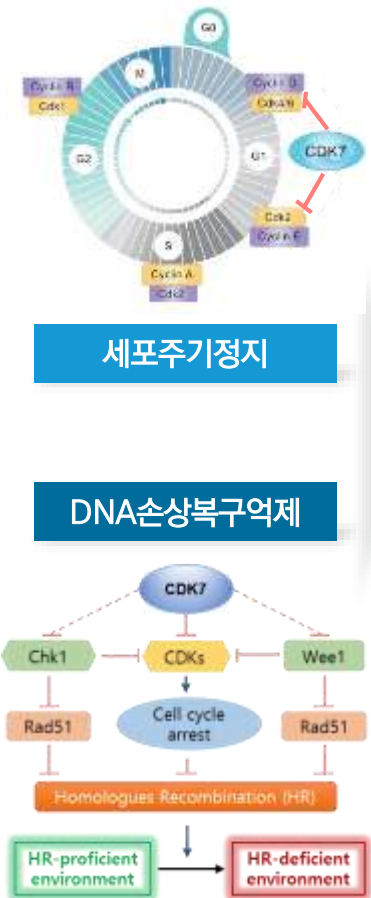 G0
M
Cyclin B
Cdk1
Cyclin D
Cdk4/6
G2
G1
CDK7
Cdk2
Cyclin E
S
Cyclin A
Cdk2
세포주기정지
DNA손상복구억제
CDK7
Chk1
CDKs
Wee1
Rad51
Cell cycle
arrest
Rad51
Homologues Recombination (HR)
HR-proficient
environment
HR-deficient
environment